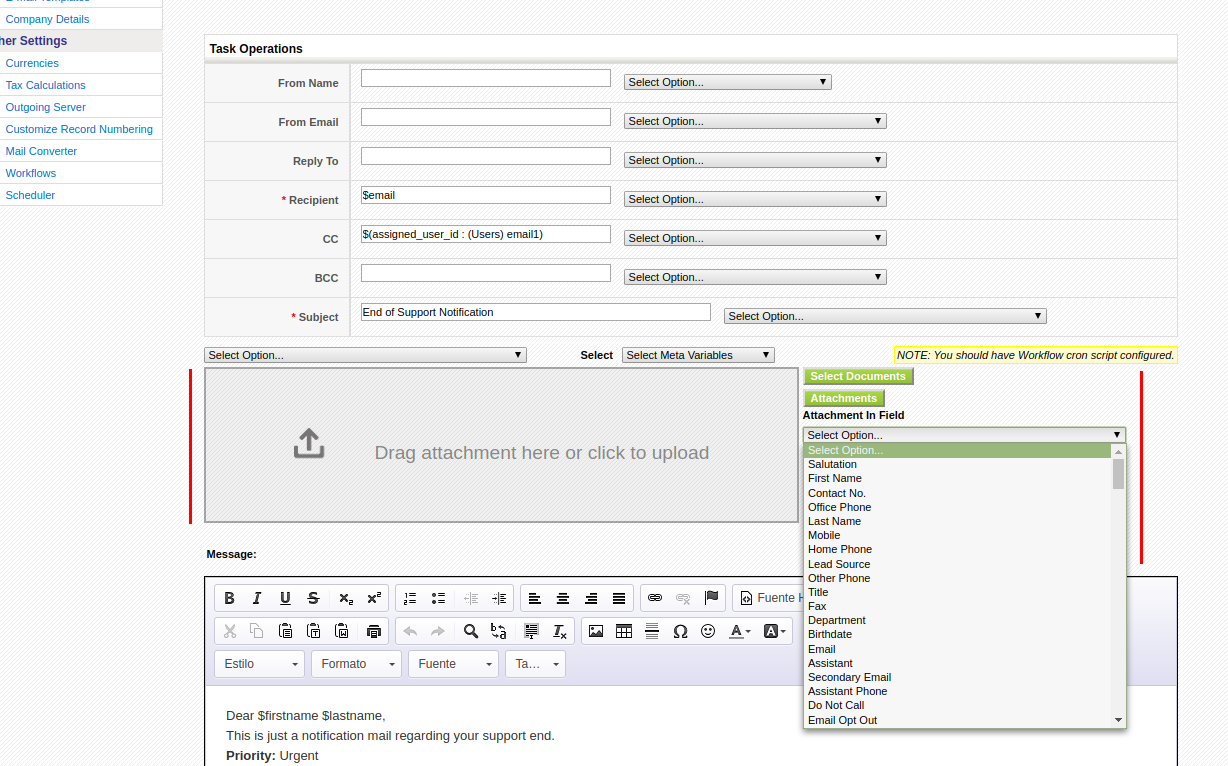 Company Details
her Settings
Currencies
Tax Calculations
Outgoing Server
Customize Record Numbering
Mail Converter
Workflows
Scheduler
Task Operations
From Name Select Option...
From Email Select Option...
Reply To Select Option...
* Recipient $email Select Option...
CC $(assigned_user_id : (Users) email1) Select Option...
BCC Select Option...
* Subject End of Support Notification Select Option...
Select Option... Select Select Meta Variables NOTE: You should have Workflow cron script configured.
Drag attachment here or click to upload
Select Documents
Attachments
Attachment In Field
Select Option...
Select Option...
Salutation
First Name
Contact No.
Office Phone
Last Name
Mobile
Home Phone
Lead Source
Other Phone
Title
Fax
Department
Birthdate
Email
Assistant
Secondary Email
Assistant Phone
Do Not Call
Email Opt Out
Message:
Fuente H
Estilo Formato Fuente Ta...
Dear $firstname $lastname,
This is just a notification mail regarding your support end.
Priority: Urgent